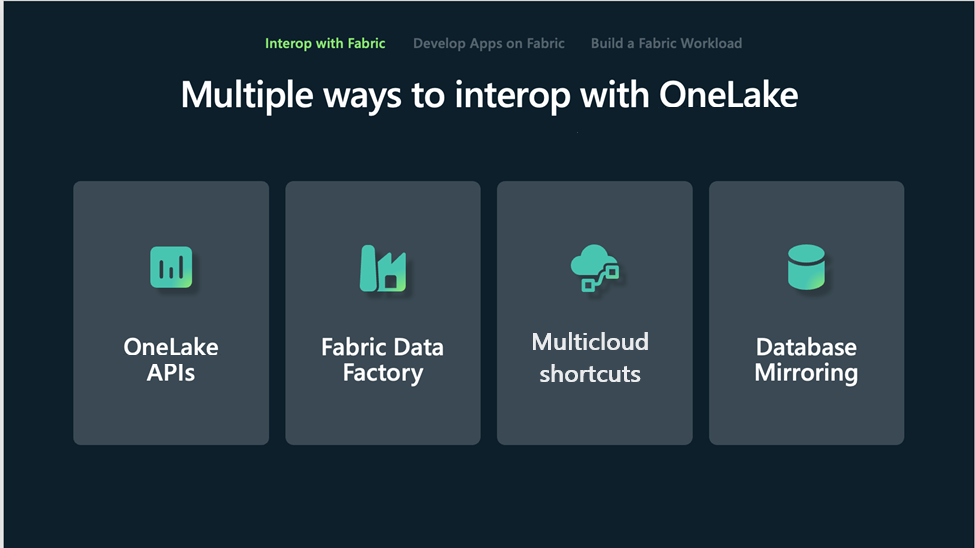 Interop with Fabric Develop Apps on Fabric Build a Fabric Workload
Multiple ways to interop with OneLake
OneLake
APIs
Fabric Data
Factory
Multicloud
shortcuts
Database
Mirroring